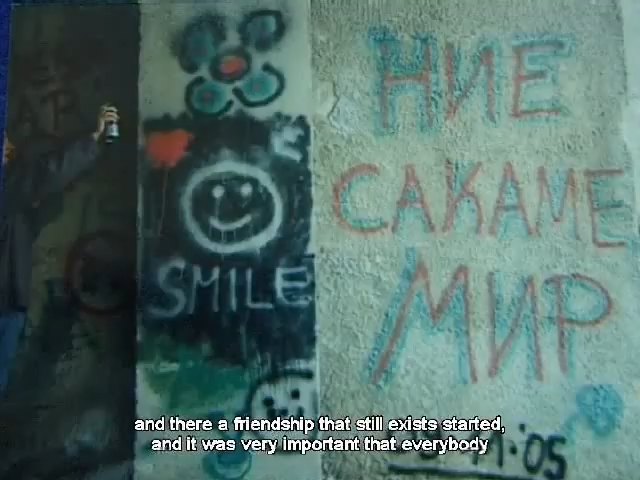 SMILE
НИЕ
САКАМЕ
МИР
and there a friendship that still exists started,
and it was very important that everybody